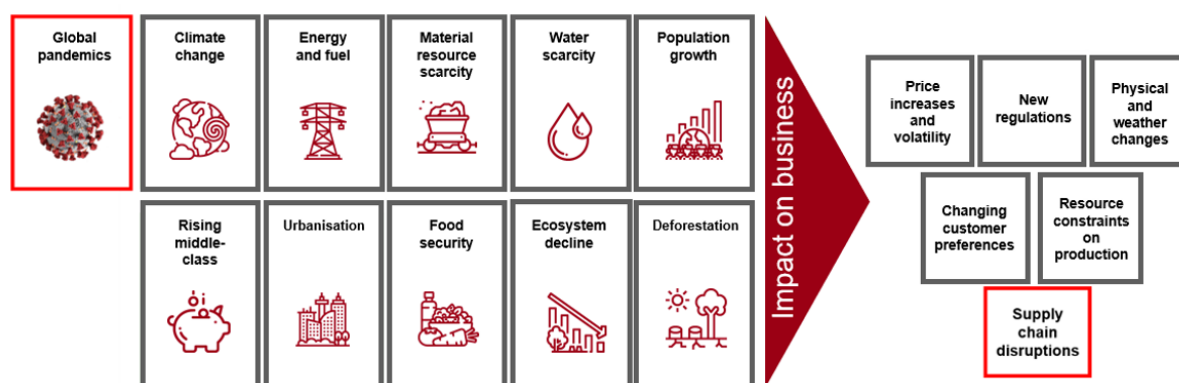 Global
pandemics
Climate
change
Energy
and fuel
Material
resource
scarcity
Water
scarcity
Population
growth
Rising
middle-
class
Urbanisation
Food
security
Ecosystem
decline
Deforestation
Impact on business
Price
increases
and
volatility
New
regulations
Physical
and
weather
changes
Changing
customer
preferences
Resource
constraints
on
production
Supply
chain
disruptions